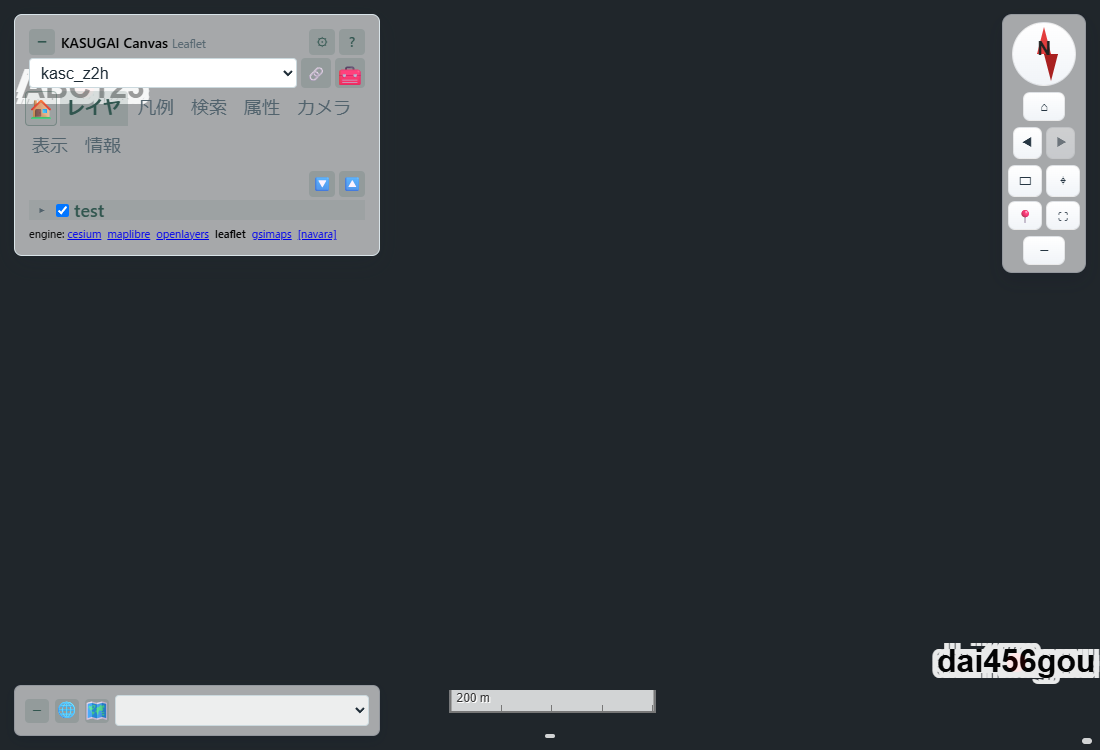 KASUGAI Canvas Leaflet
?
kasc_z2h
ABC123
レイヤ 凡例 検索 属性 カメラ
表示 情報
test
engine: cesium maplibre openlayers leaflet gsimaps [navara]
N
dai456gou
200 m